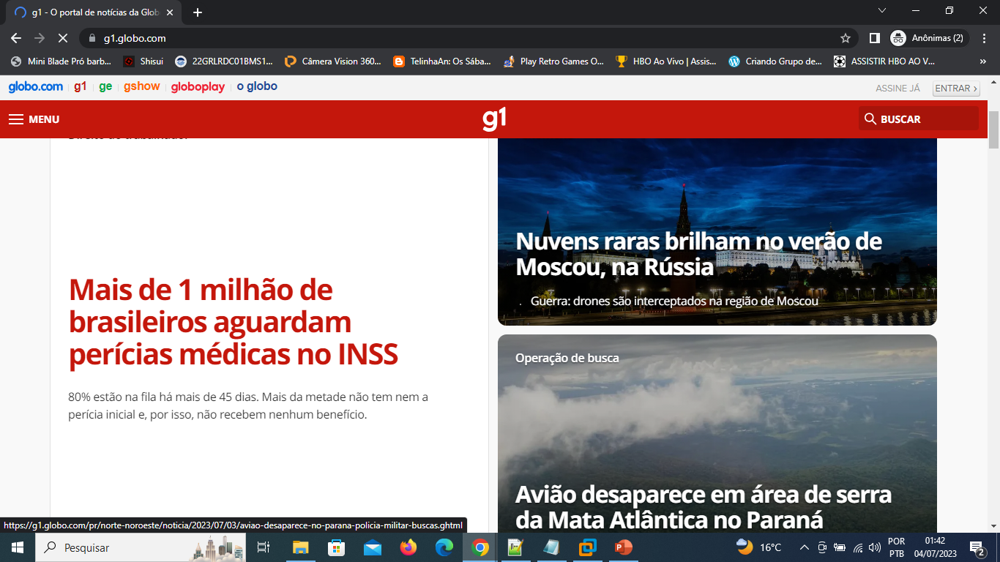 g1 - O portal de notícias da Glob
g1.globo.com
Anônimas (2)
Mini Blade Pró barb...
Shisui
22GRLRDC01BMS1...
Câmera Vision 360...
TelinhaAn: Os Sába...
Play Retro Games O...
HBO Ao Vivo | Assis...
Criando Grupo de...
ASSISTIR HBO AO V...
»
globo.com
g1
ge
gshow
globoplay
o globo
ASSINE JÁ
ENTRAR ›
MENU
g1
BUSCAR
Mais de 1 milhão de
brasileiros aguardam
perícias médicas no INSS
80% estão na fila há mais de 45 dias. Mais da metade não tem nem a
perícia inicial e, por isso, não recebem nenhum benefício.
Nuvens raras brilham no verão de
Moscou, na Rússia
Guerra: drones são interceptados na região de Moscou
Operação de busca
Avião desaparece em área de serra
da Mata Atlântica no Paraná
https://g1.globo.com/pr/norte-noroeste/noticia/2023/07/03/aviao-desaparece-no-parana-policia-militar-buscas.ghtml
Pesquisar
16°C
POR
PTB
01:42
04/07/2023
2